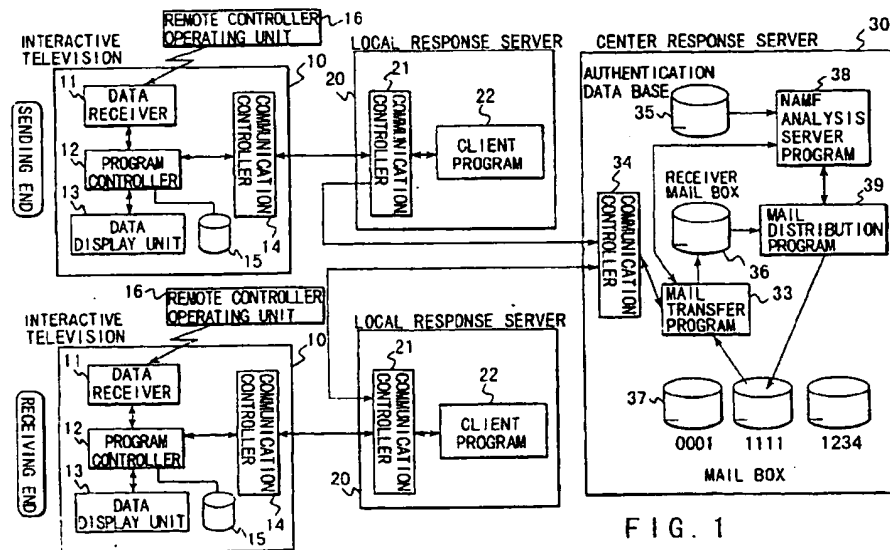 REMOTE CONTROLLER
OPERATING UNIT
16
INTERACTIVE
TELEVISION
10
SENDING END
11
DATA
RECEIVER
12
PROGRAM
CONTROLLER
13
DATA
DISPLAY UNIT
15
COMMUNICATION
CONTROLLER
14
LOCAL RESPONSE SERVER
20
21
COMMUNICATION
CONTROLLER
22
CLIENT
PROGRAM
16
REMOTE CONTROLLER
OPERATING UNIT
INTERACTIVE
TELEVISION
10
RECEIVING END
11
DATA
RECEIVER
12
PROGRAM
CONTROLLER
13
DATA
DISPLAY UNIT
15
COMMUNICATION
CONTROLLER
14
LOCAL RESPONSE SERVER
20
21
COMMUNICATION
CONTROLLER
22
CLIENT
PROGRAM
CENTER RESPONSE SERVER
30
AUTHENTICATION
DATA BASE
35
38
NAMF
ANALYSIS
SERVER
PROGRAM
34
COMMUNICATION
CONTROLLER
RECEIVER
MAIL BOX
36
39
MAIL
DISTRIBUTION
PROGRAM
33
MAIL
TRANSFER
PROGRAM
37
0001
1111
1234
MAIL BOX
FIG. 1